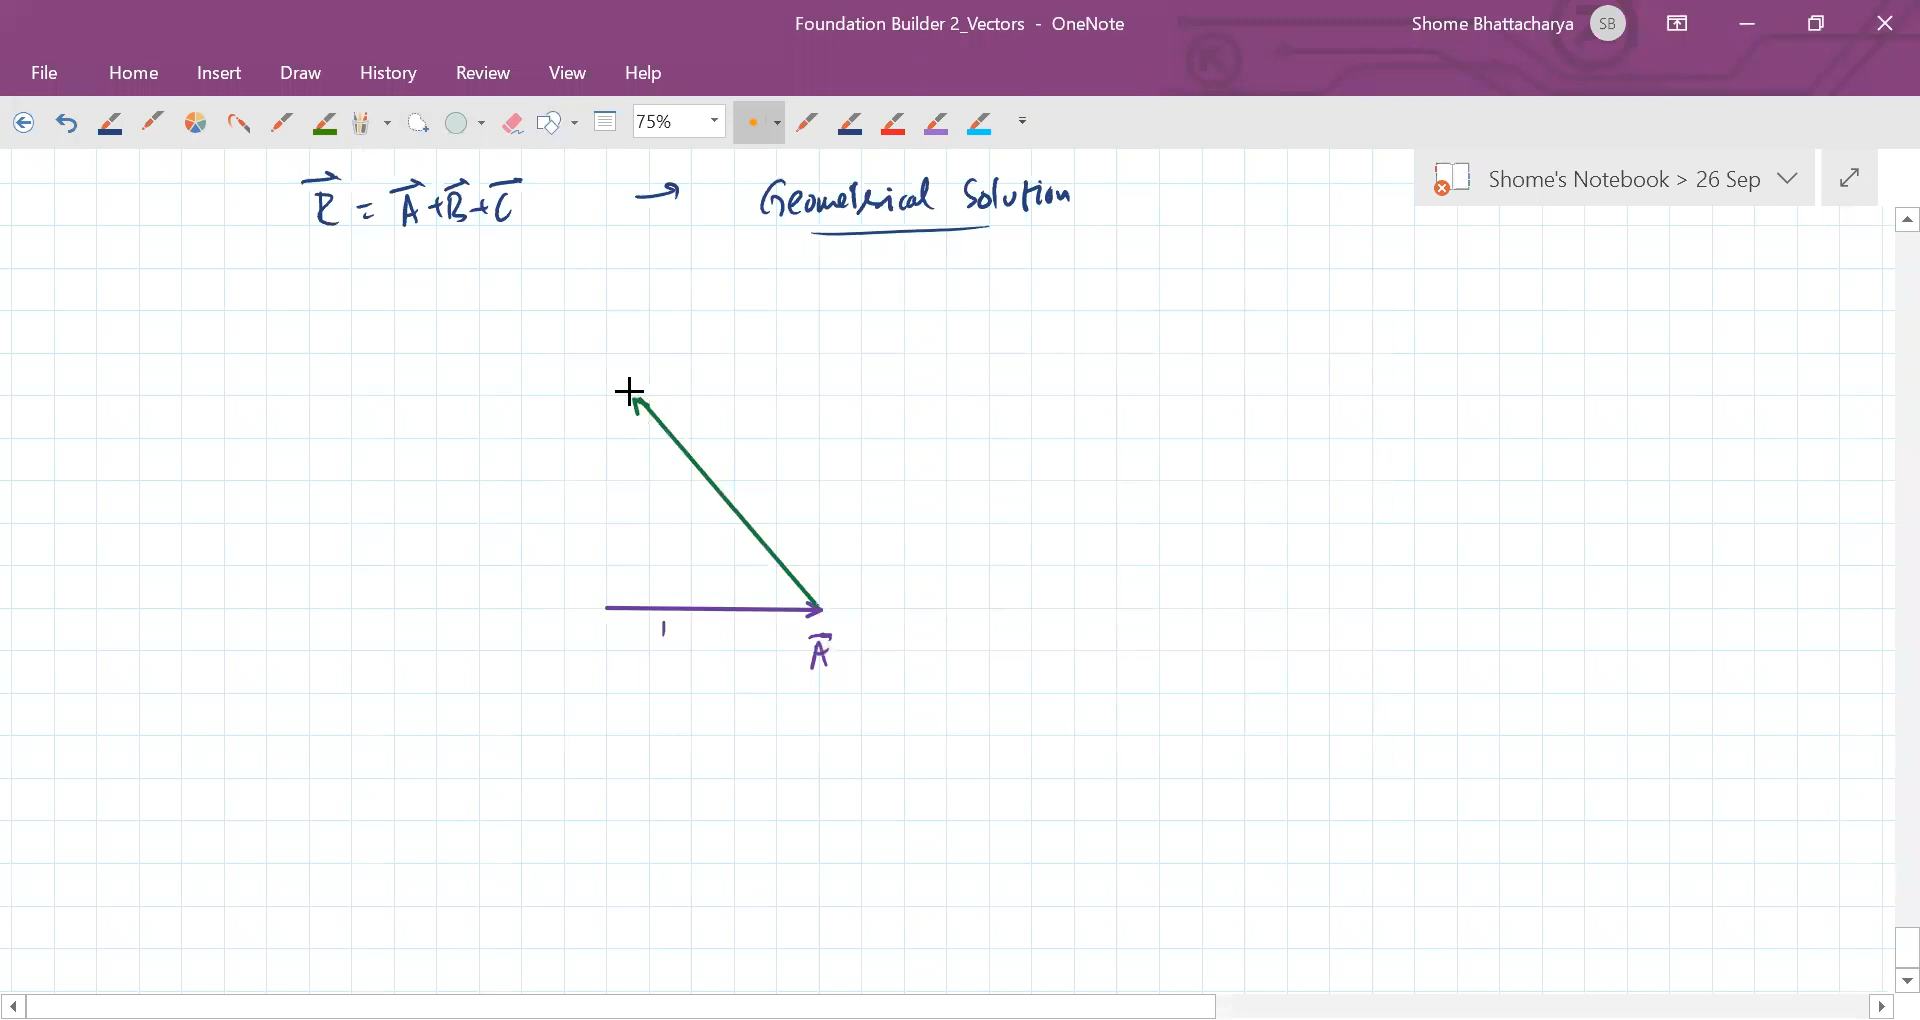 Foundation Builder 2_Vectors - OneNote
Shome Bhattacharya SB
File Home Insert Draw History Review View Help
75%
Shome's Notebook > 26 Sep
R⃗ = A⃗ + B⃗ + C⃗ → Geometrical Solution
1
A⃗